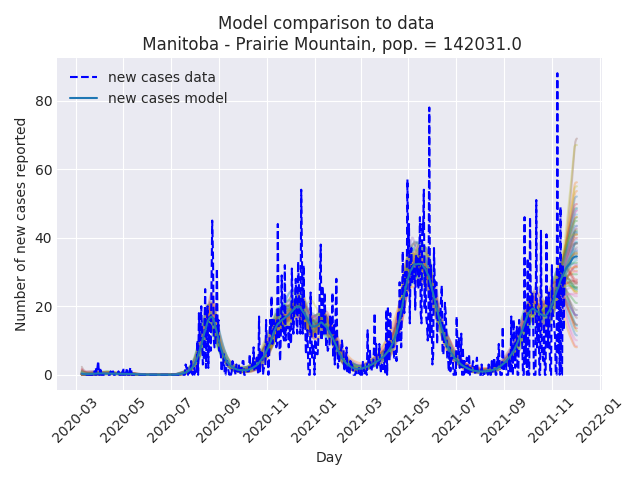 Model comparison to data
Manitoba - Prairie Mountain, pop. = 142031.0
new cases data
new cases model
Number of new cases reported
80
60
40
20
0
2020-03
2020-05
2020-07
2020-09
2020-11
2021-01
2021-03
2021-05
2021-07
2021-09
2021-11
2022-01
Day